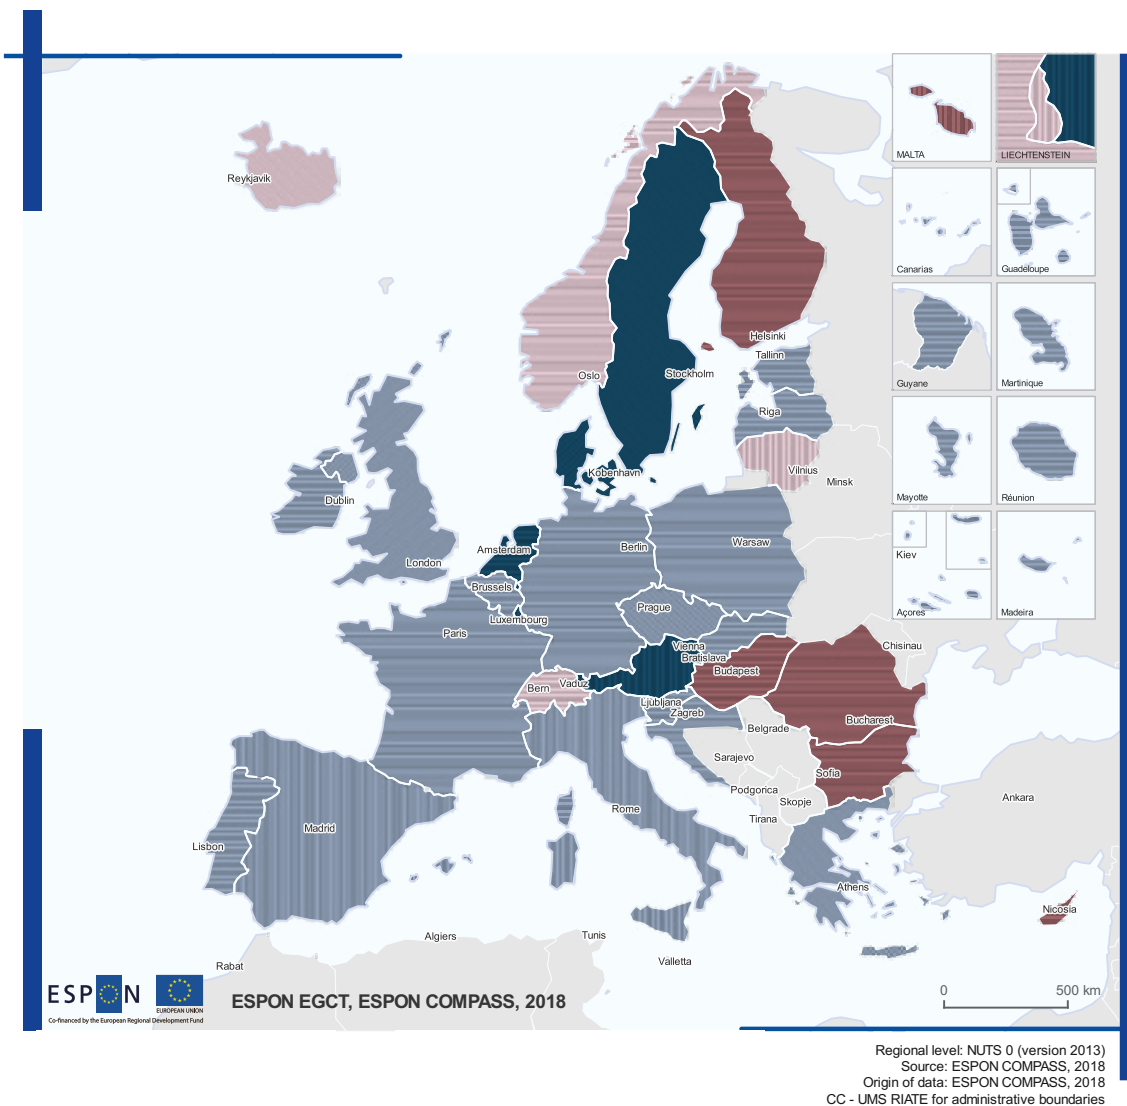 MALTA
LIECHTENSTEIN
Reykjavik
Canarias
Guadeloupe
Helsinki
Tallinn
Oslo
Stockholm
Guyane
Martinique
Riga
København
Vilnius
Minsk
Dublin
Mayotte
Réunion
Amsterdam
Berlin
Warsaw
London
Kiev
Brussels
Prague
Açores
Madeira
Luxembourg
Paris
Vienna
Chisinau
Bratislava
Budapest
Bern
Vaduz
Ljubljana
Zagreb
Bucharest
Belgrade
Sarajevo
Sofia
Podgorica
Skopje
Ankara
Rome
Tirana
Madrid
Lisbon
Athens
Nicosia
Algiers
Tunis
Rabat
Valletta
ESPON
EUROPEAN UNION
Co-financed by the European Regional Development Fund
ESPON EGCT, ESPON COMPASS, 2018
0 500 km
Regional level: NUTS 0 (version 2013)
Source: ESPON COMPASS, 2018
Origin of data: ESPON COMPASS, 2018
CC - UMS RIATE for administrative boundaries